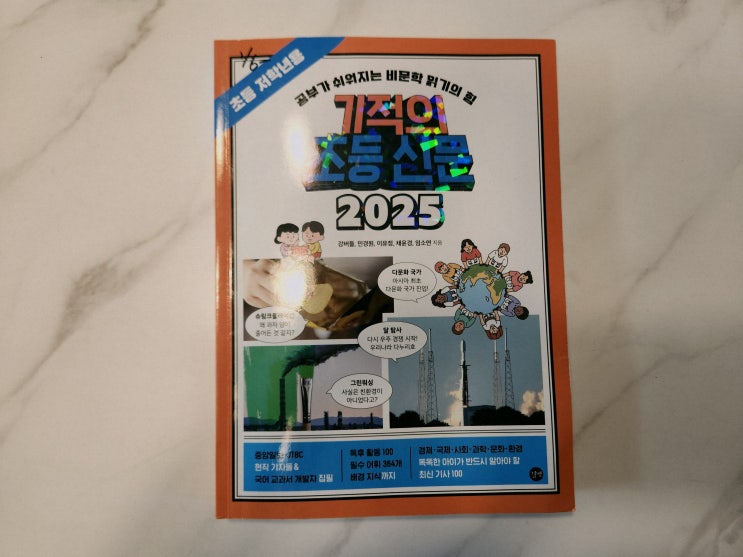 초등 저학년용
공부가 쉬워지는 비문학 읽기의 힘
기적의
초등 신문
2025
강버들, 민경원, 이유정, 채윤경, 임소연 지음
다문화 국가
아시아 최초
다문화 국가 진입!
슈링크플레이션
왜 과자 양이
줄어든 것 같지?
달 탐사
다시 우주 경쟁 시작!
우리나라 다누리호
그린워싱
사실은 친환경이
아니었다고?
중앙일보·JTBC
현직 기자들 &
국어 교과서 개발자 집필
독후 활동 100
필수 어휘 384개
배경 지식까지
경제·국제·사회·과학·문화·환경
똑똑한 아이가 반드시 알아야 할
최신 기사 100
길벗